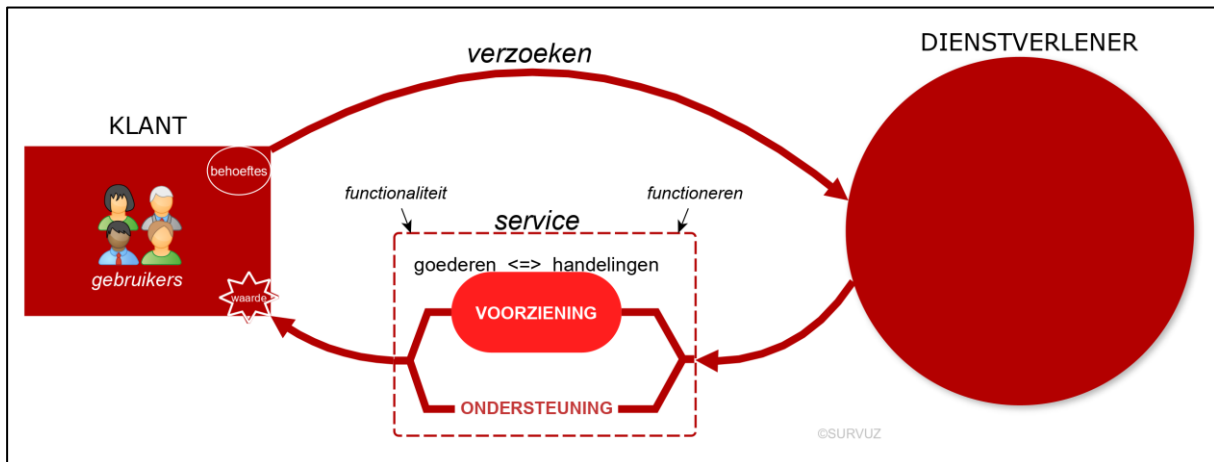 DIENSTVERLENER
verzoeken
KLANT
behoeftes
gebruikers
waarde
functionaliteit
functioneren
service
goederen <=> handelingen
VOORZIENING
ONDERSTEUNING
©SURVUZ